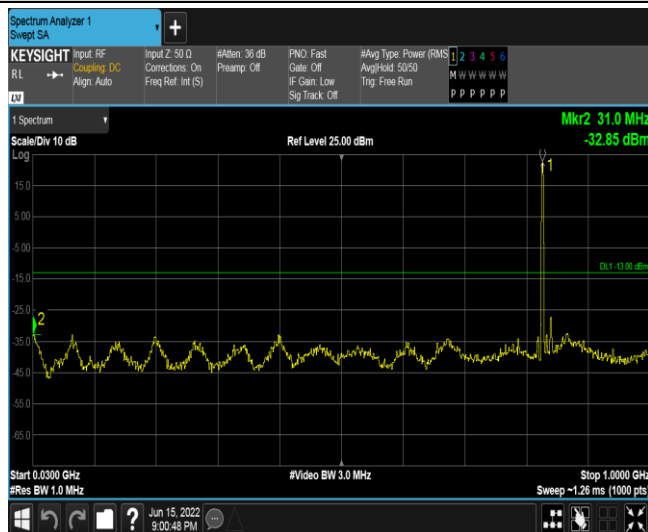 Spectrum Analyzer 1
Swept SA
+
KEYSIGHT Input: RF Input Z: 50 Ω #Atten: 36 dB PNO: Fast #Avg Type: Power (RMS 1 2 3 4 5 6
RL Coupling: DC Corrections: On Preamp: Off Gate: Off Avg|Hold: 50/50 M W W W W W
Align: Auto Freq Ref: Int (S) IF Gain: Low Trig: Free Run
LXI Sig Track: Off P P P P P P
1 Spectrum Mkr2 31.0 MHz
Scale/Div 10 dB Ref Level 25.00 dBm -32.85 dBm
Log
1
15.0
5.00
-5.00
DL1 -13.00 dBm
-15.0
-25.0
2
-35.0
-45.0
-55.0
-65.0
Start 0.0300 GHz #Video BW 3.0 MHz Stop 1.0000 GHz
#Res BW 1.0 MHz Sweep ~1.26 ms (1000 pts)
? Jun 15, 2022
9:00:48 PM